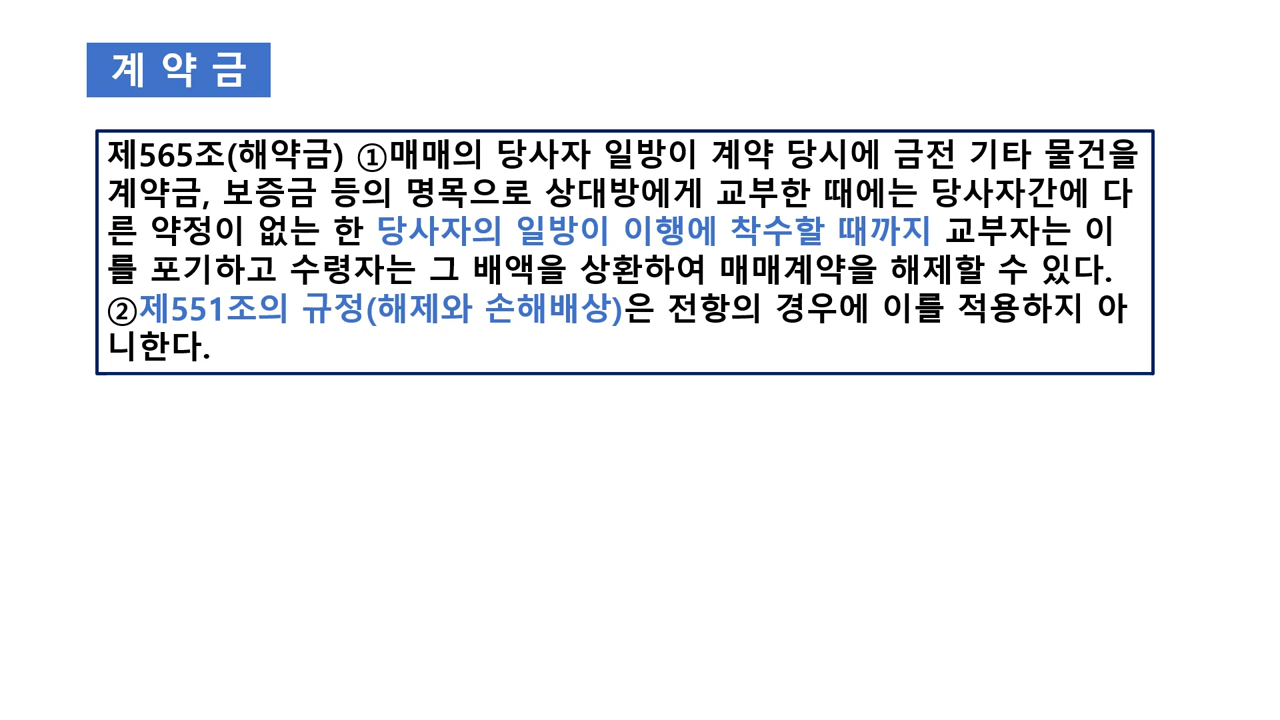 계 약 금
제565조(해약금) ①매매의 당사자 일방이 계약 당시에 금전 기타 물건을
계약금, 보증금 등의 명목으로 상대방에게 교부한 때에는 당사자간에 다
른 약정이 없는 한 당사자의 일방이 이행에 착수할 때까지 교부자는 이
를 포기하고 수령자는 그 배액을 상환하여 매매계약을 해제할 수 있다.
②제551조의 규정(해제와 손해배상)은 전항의 경우에 이를 적용하지 아
니한다.